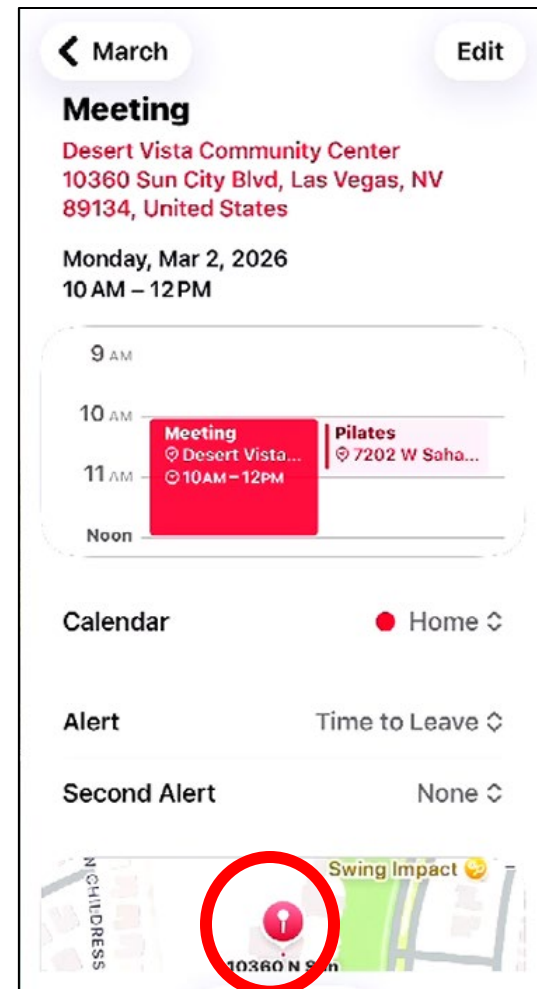 March
Edit
Meeting
Desert Vista Community Center
10360 Sun City Blvd, Las Vegas, NV
89134, United States
Monday, Mar 2, 2026
10 AM – 12 PM
9 AM
10 AM
Meeting
Desert Vista...
10AM–12PM
Pilates
7202 W Saha...
11 AM
Noon
Calendar
Home
Alert
Time to Leave
Second Alert
None
N CHILDRESS
Swing Impact
10360 N Sun